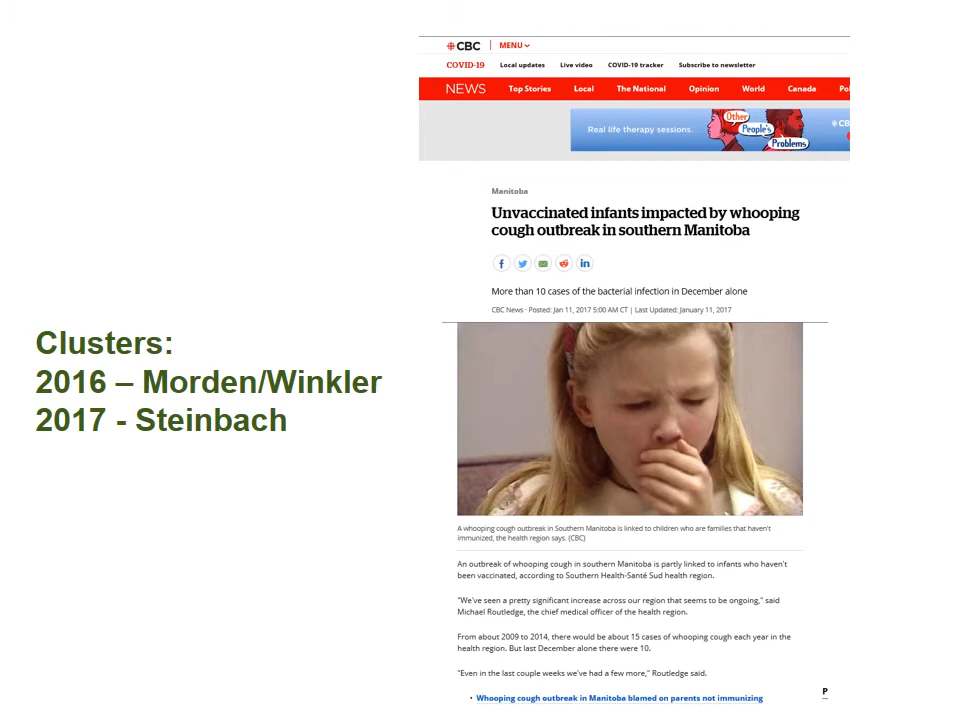 Clusters:
2016 – Morden/Winkler
2017 - Steinbach
CBC MENU
COVID-19 Local updates Live video COVID-19 tracker Subscribe to newsletter
NEWS Top Stories Local The National Opinion World Canada Pol
Real life therapy sessions. Other People's Problems CB
Manitoba
Unvaccinated infants impacted by whooping
cough outbreak in southern Manitoba
More than 10 cases of the bacterial infection in December alone
CBC News · Posted: Jan 11, 2017 5:00 AM CT | Last Updated: January 11, 2017
A whooping cough outbreak in Southern Manitoba is linked to children who are families that haven't
immunized, the health region says. (CBC)
An outbreak of whooping cough in southern Manitoba is partly linked to infants who haven't
been vaccinated, according to Southern Health-Santé Sud health region.
"We've seen a pretty significant increase across our region that seems to be ongoing," said
Michael Routledge, the chief medical officer of the health region.
From about 2009 to 2014, there would be about 15 cases of whooping cough each year in the
health region. But last December alone there were 10.
"Even in the last couple weeks we've had a few more," Routledge said.
P
• Whooping cough outbreak in Manitoba blamed on parents not immunizing